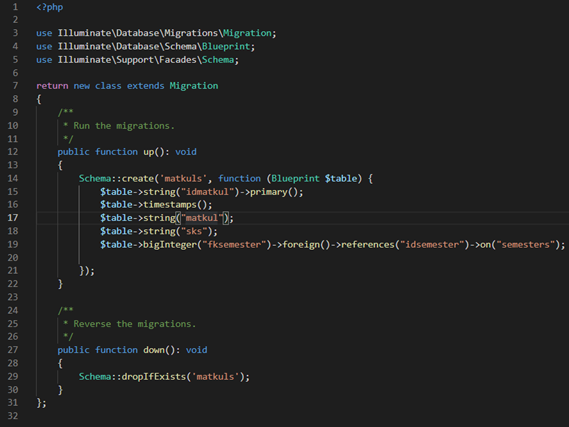 1 <?php
2
3 use Illuminate\Database\Migrations\Migration;
4 use Illuminate\Database\Schema\Blueprint;
5 use Illuminate\Support\Facades\Schema;
6
7 return new class extends Migration
8 {
9     /**
10      * Run the migrations.
11      */
12     public function up(): void
13     {
14         Schema::create('matkuls', function (Blueprint $table) {
15             $table->string("idmatkul")->primary();
16             $table->timestamps();
17             $table->string("matkul");
18             $table->string("sks");
19             $table->bigInteger("fksemester")->foreign()->references("idsemester")->on("semesters");
20
21         });
22     }
23
24     /**
25      * Reverse the migrations.
26      */
27     public function down(): void
28     {
29         Schema::dropIfExists('matkuls');
30     }
31 };
32